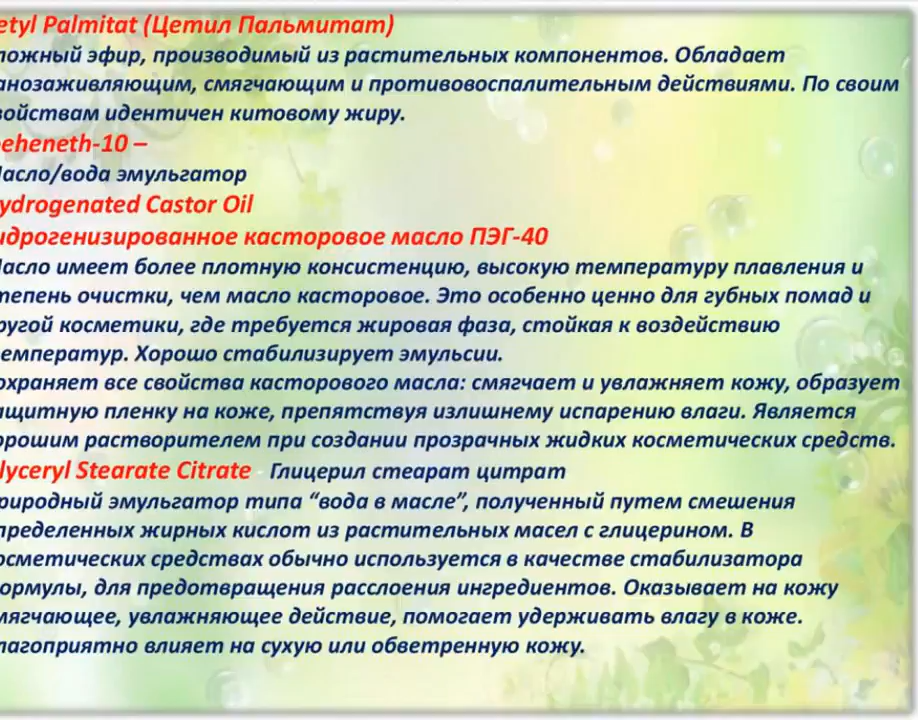 etyl Palmitat (Цетил Пальмитат)
ложный эфир, производимый из растительных компонентов. Обладает
анозаживляющим, смягчающим и противовоспалительным действиями. По своим
войствам идентичен китовому жиру.
eheneth-10 –
асло/вода эмульгатор
ydrogenated Castor Oil
идрогенизированное касторовое масло ПЭГ-40
асло имеет более плотную консистенцию, высокую температуру плавления и
тепень очистки, чем масло касторовое. Это особенно ценно для губных помад и
ругой косметики, где требуется жировая фаза, стойкая к воздействию
емператур. Хорошо стабилизирует эмульсии.
охраняет все свойства касторового масла: смягчает и увлажняет кожу, образует
ащитную пленку на коже, препятствуя излишнему испарению влаги. Является
орошим растворителем при создании прозрачных жидких косметических средств.
lyceryl Stearate Citrate - Глицерил стеарат цитрат
риродный эмульгатор типа “вода в масле”, полученный путем смешения
пределенных жирных кислот из растительных масел с глицерином. В
осметических средствах обычно используется в качестве стабилизатора
ормулы, для предотвращения расслоения ингредиентов. Оказывает на кожу
мягчающее, увлажняющее действие, помогает удерживать влагу в коже.
лагоприятно влияет на сухую или обветренную кожу.